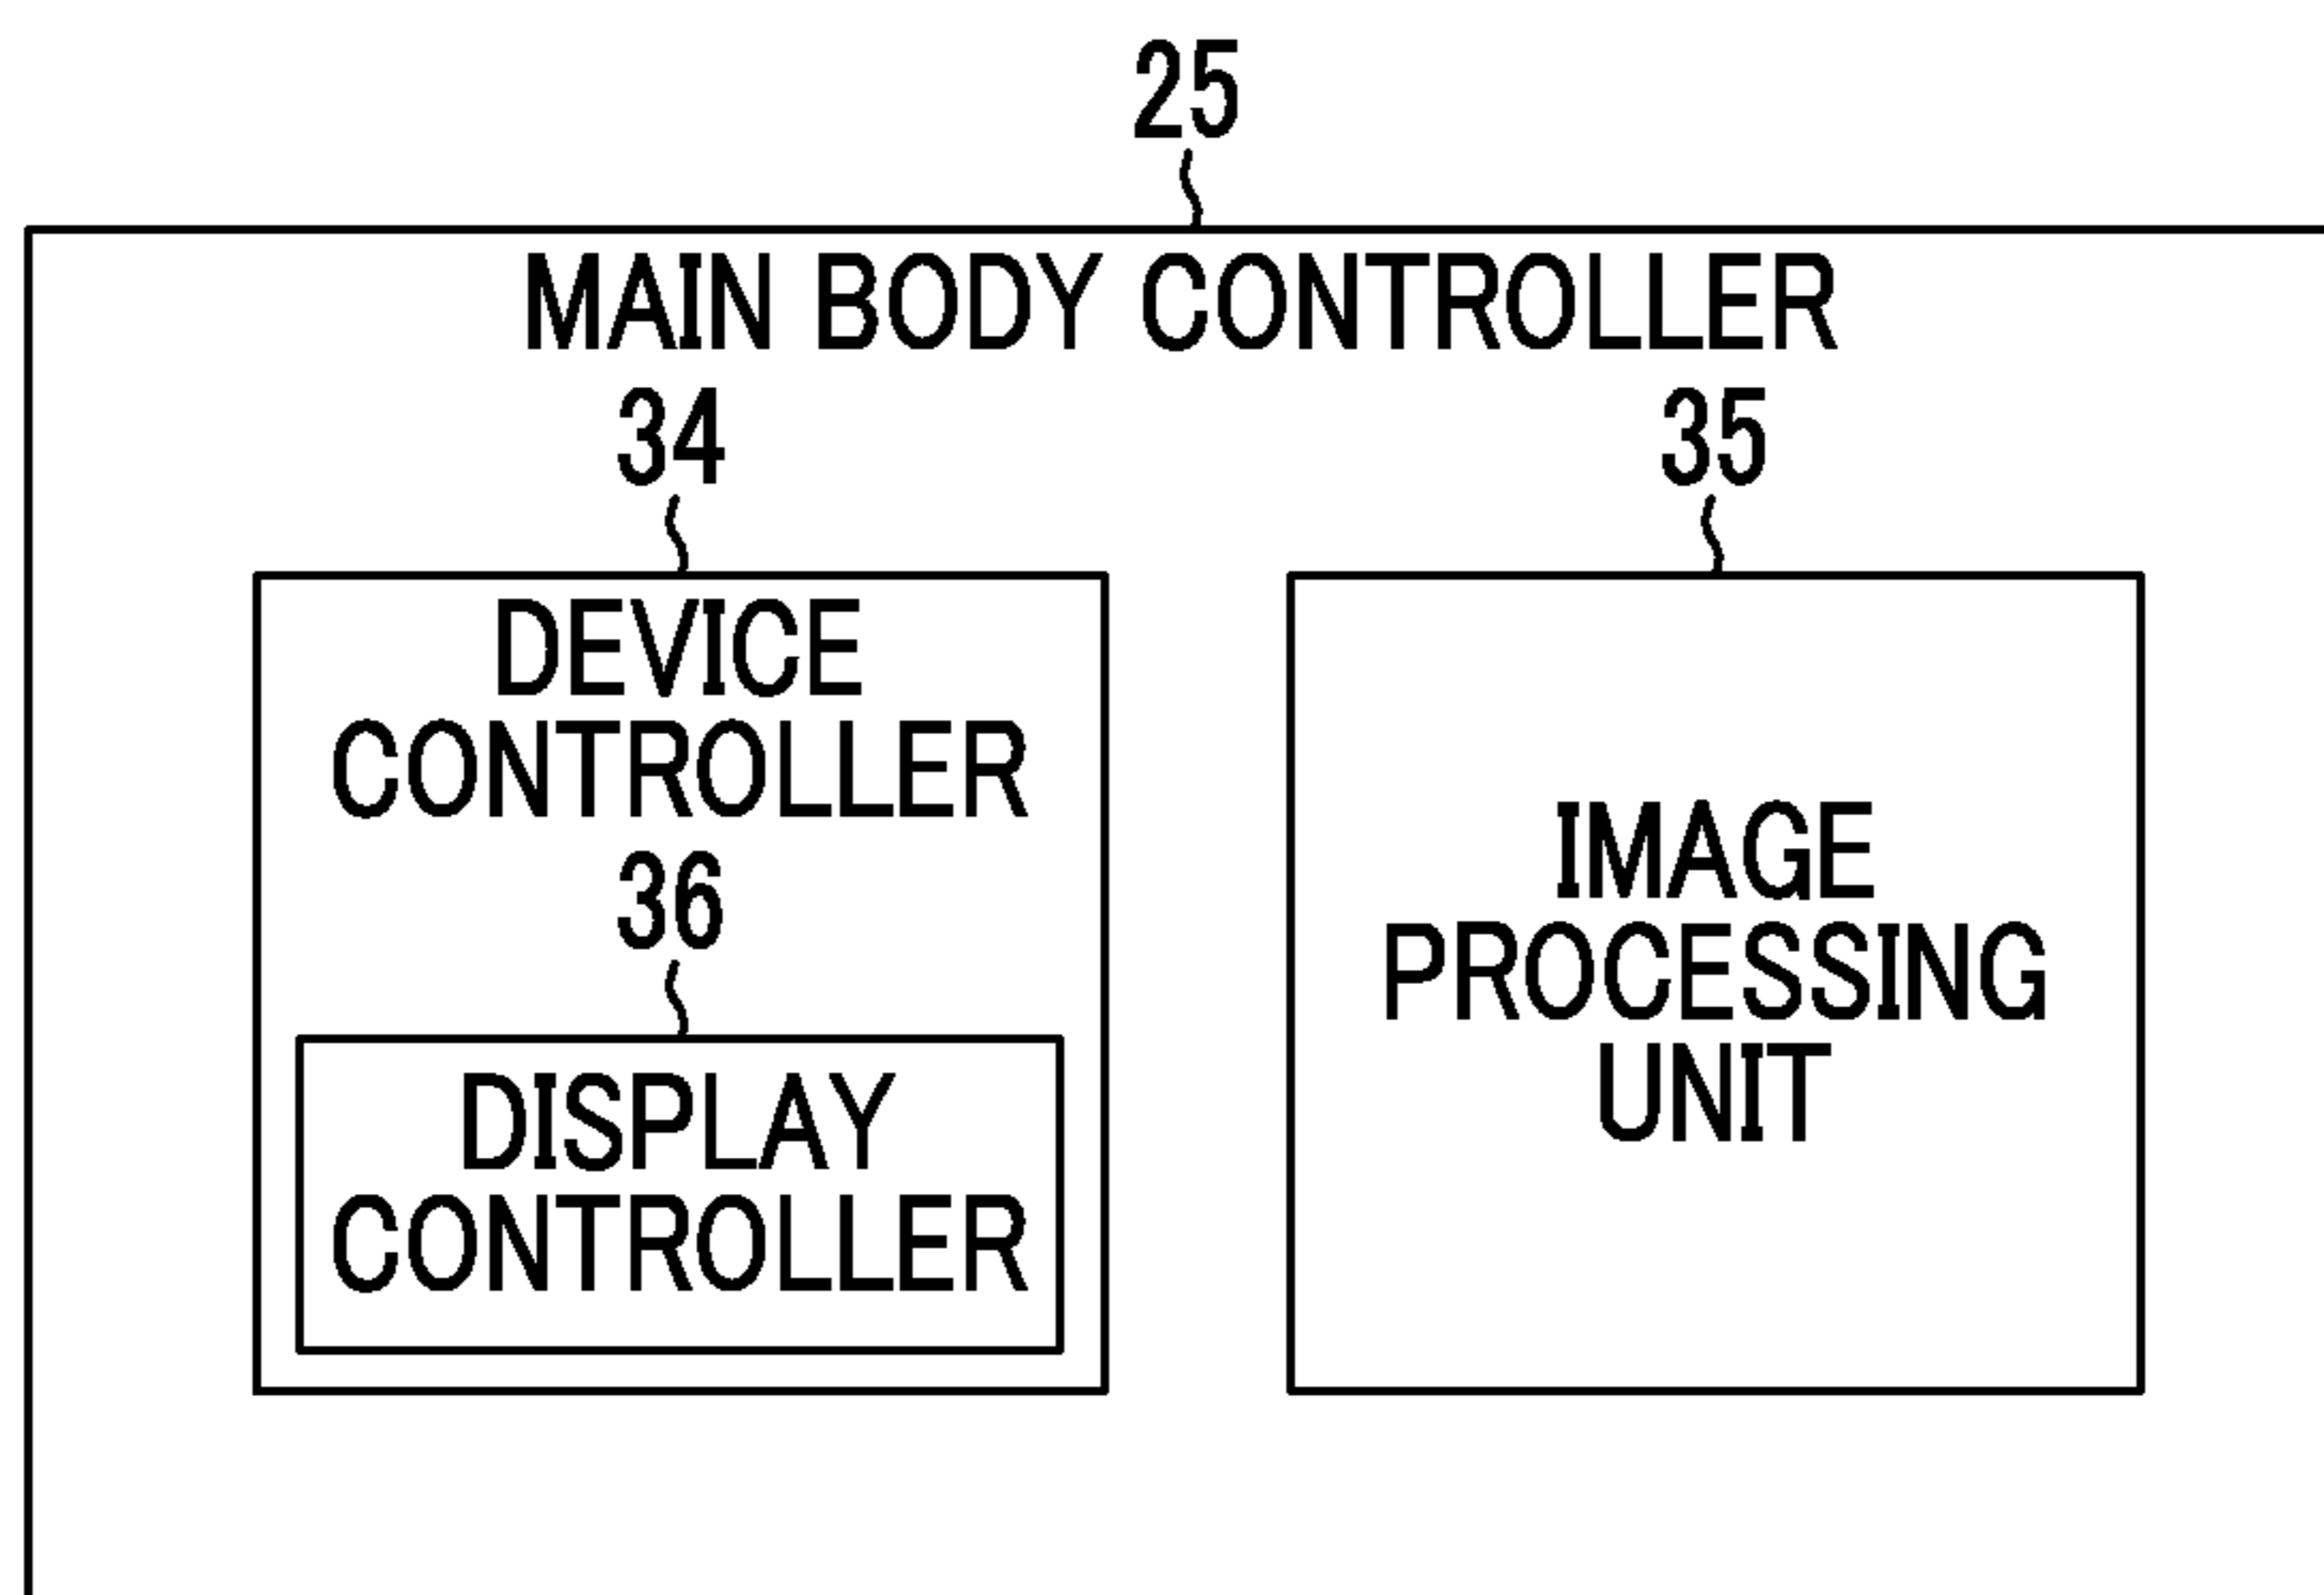 25
MAIN BODY CONTROLLER
34
DEVICE
CONTROLLER
36
DISPLAY
CONTROLLER
35
IMAGE
PROCESSING
UNIT